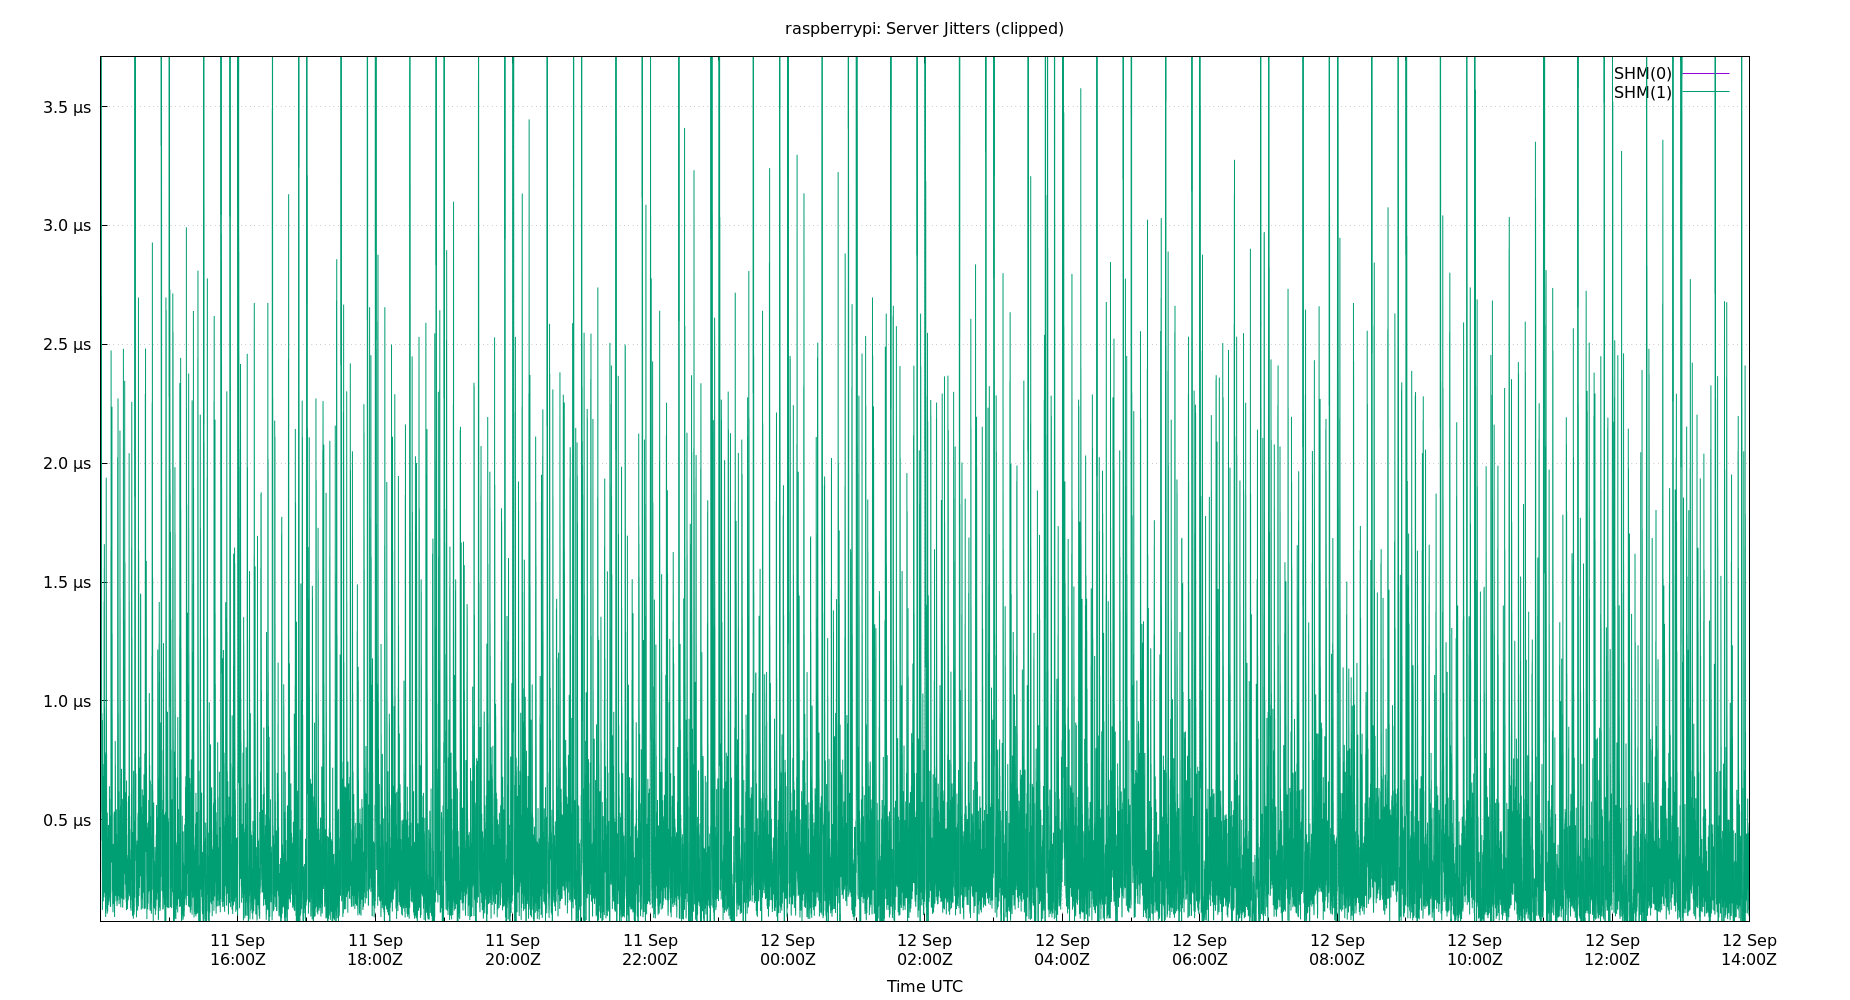 raspberrypi: Server Jitters (clipped)
SHM(0)
SHM(1)
3.5 µs
3.0 µs
2.5 µs
2.0 µs
1.5 µs
1.0 µs
0.5 µs
11 Sep 11 Sep 11 Sep 11 Sep 12 Sep 12 Sep 12 Sep 12 Sep 12 Sep 12 Sep 12 Sep 12 Sep
16:00Z 18:00Z 20:00Z 22:00Z 00:00Z 02:00Z 04:00Z 06:00Z 08:00Z 10:00Z 12:00Z 14:00Z
Time UTC